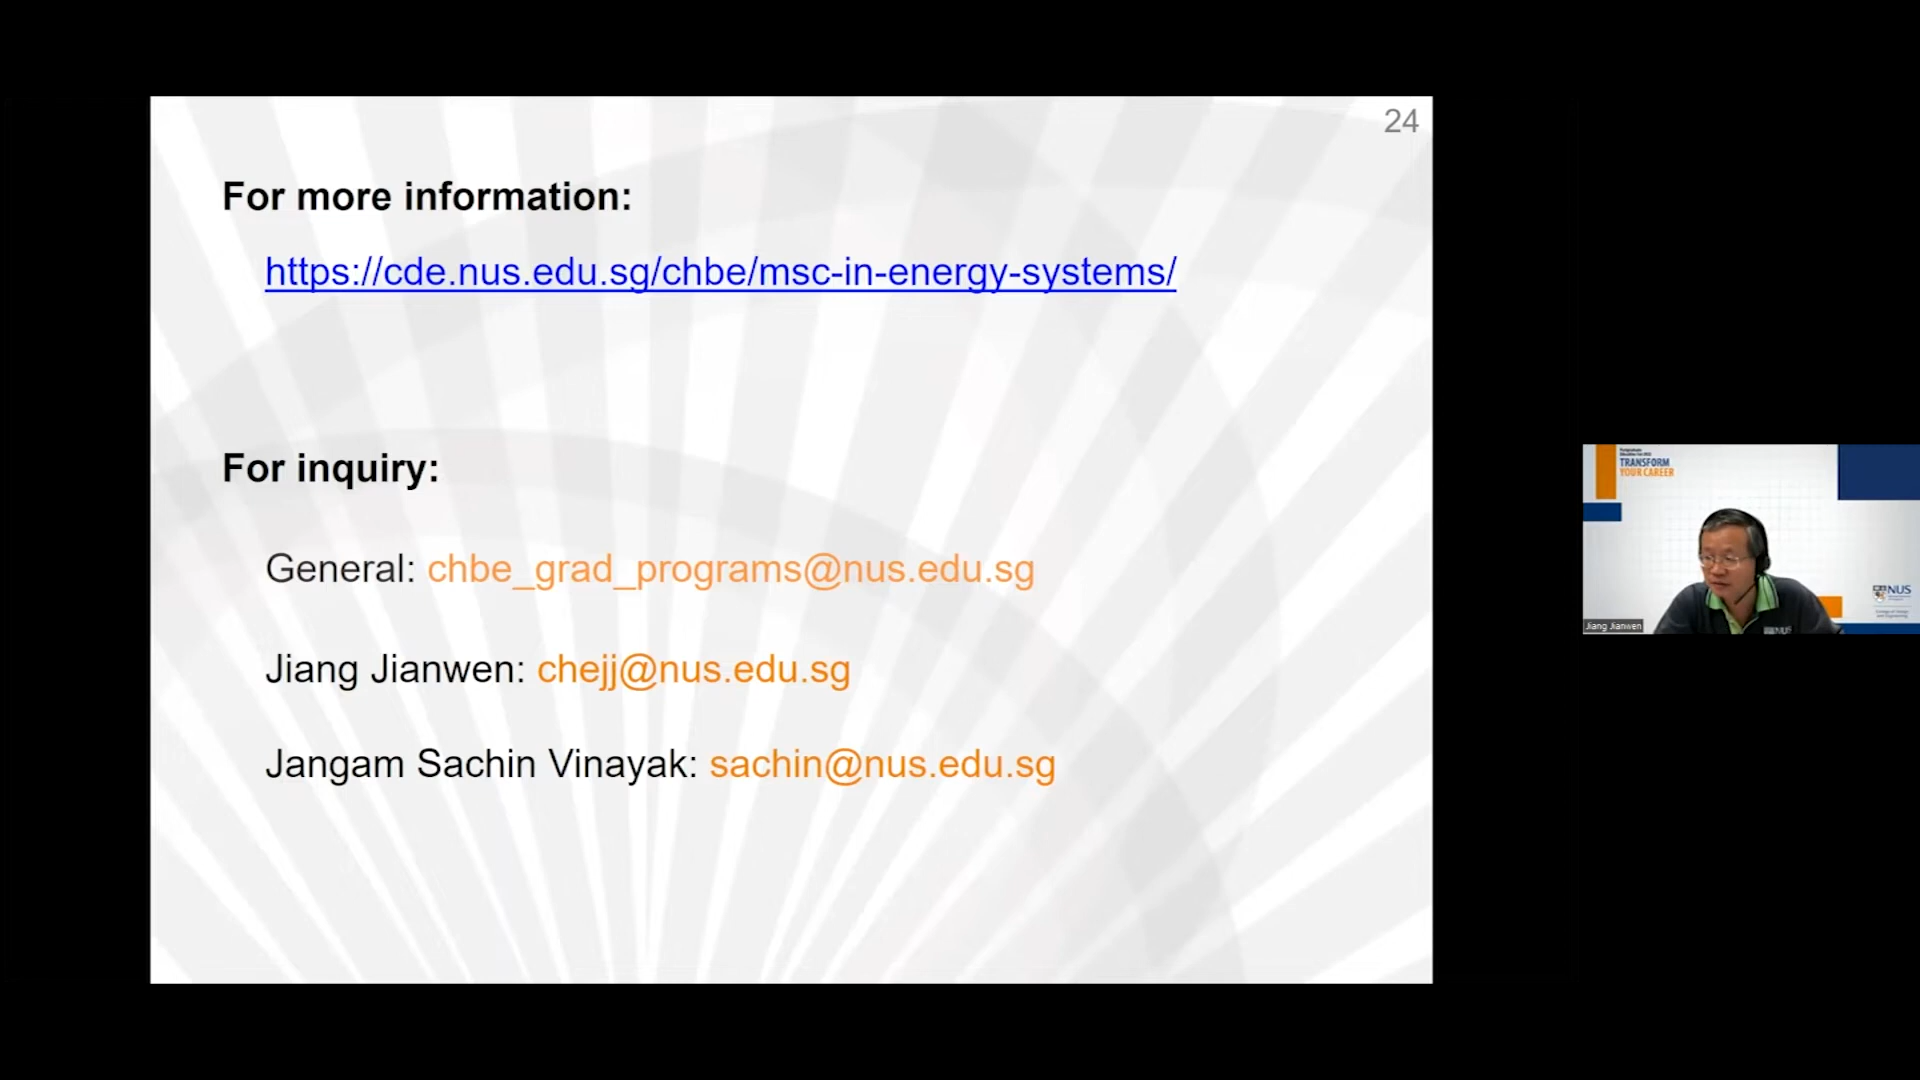 24
For more information:
https://cde.nus.edu.sg/chbe/msc-in-energy-systems/
For inquiry:
General: chbe_grad_programs@nus.edu.sg
Jiang Jianwen: chejj@nus.edu.sg
Jangam Sachin Vinayak: sachin@nus.edu.sg
TRANSFORM
YOUR CAREER
NUS
Jiang Jianwen